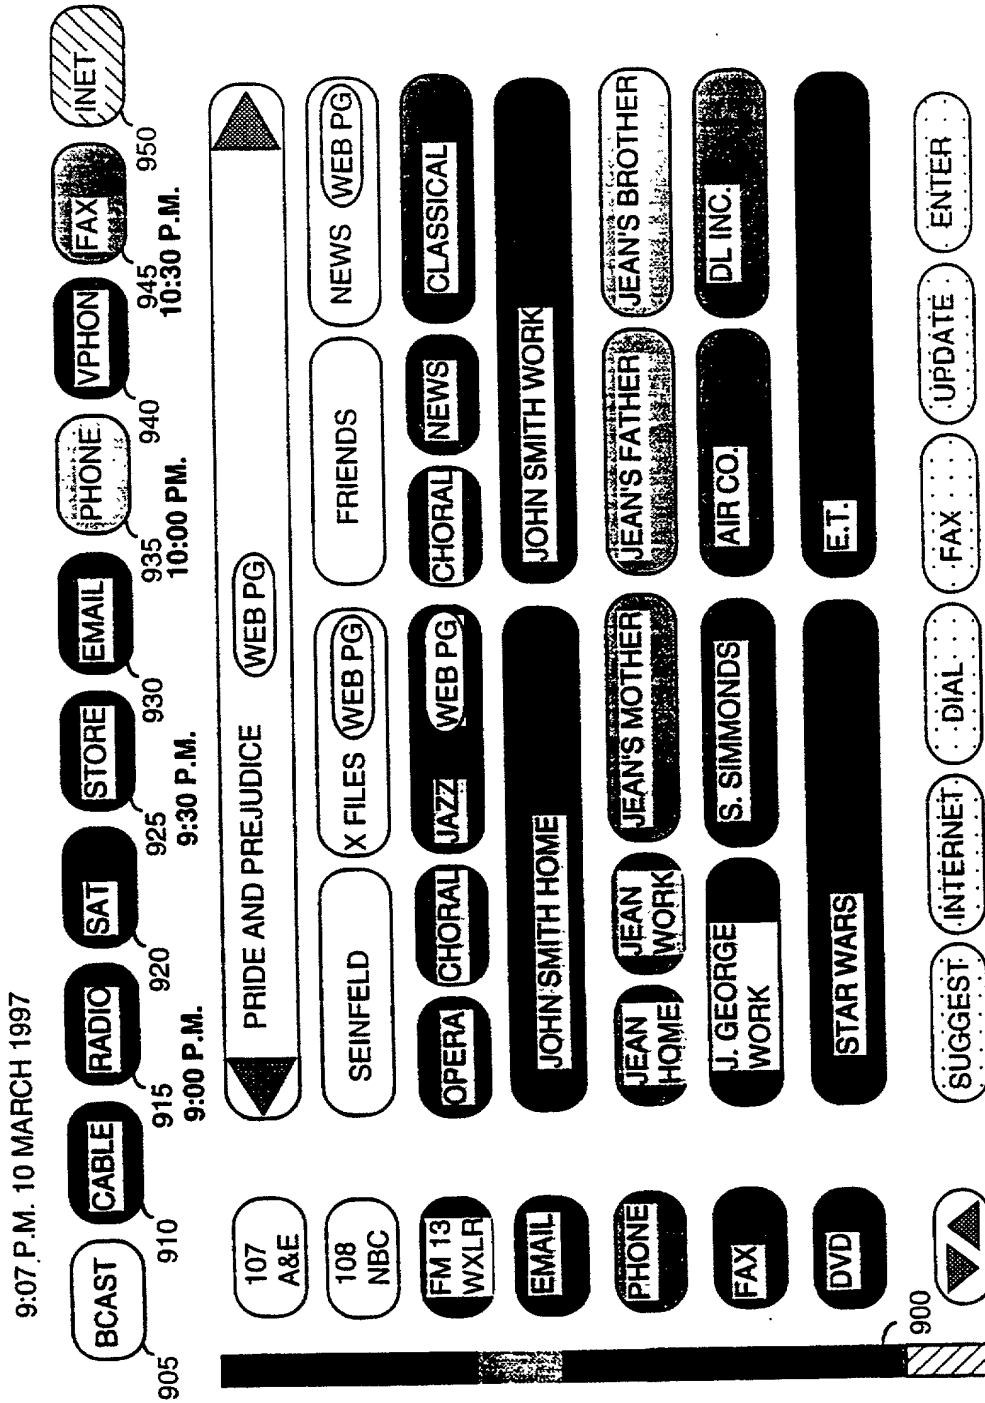 9:07 P.M. 10 MARCH 1997
BCAST CABLE RADIO SAT STORE EMAIL PHONE VPHON FAX INET
905 910 915 920 925 930 935 940 945 950
9:00 P.M. 9:30 P.M. 10:00 PM. 10:30 P.M.
107 A&E PRIDE AND PREJUDICE WEB PG
108 NBC SEINFELD X FILES WEB PG FRIENDS NEWS WEB PG
FM 13 WXLR OPERA CHORAL JAZZ WEB PG CHORAL NEWS CLASSICAL
EMAIL JOHN SMITH HOME JOHN SMITH WORK
PHONE JEAN HOME JEAN WORK JEAN'S MOTHER JEAN'S FATHER JEAN'S BROTHER
FAX J. GEORGE WORK S. SIMMONDS AIR CO. DL INC.
DVD STAR WARS E.T.
900
SUGGEST INTERNET DIAL FAX UPDATE ENTER